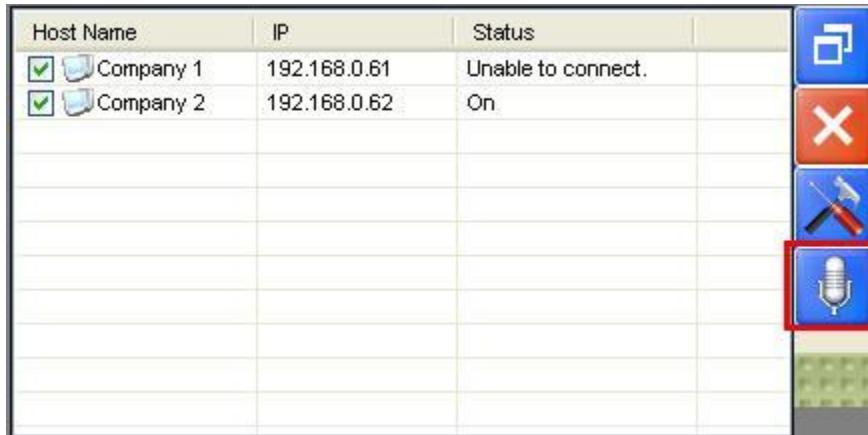 Host Name IP Status
Company 1 192.168.0.61 Unable to connect.
Company 2 192.168.0.62 On